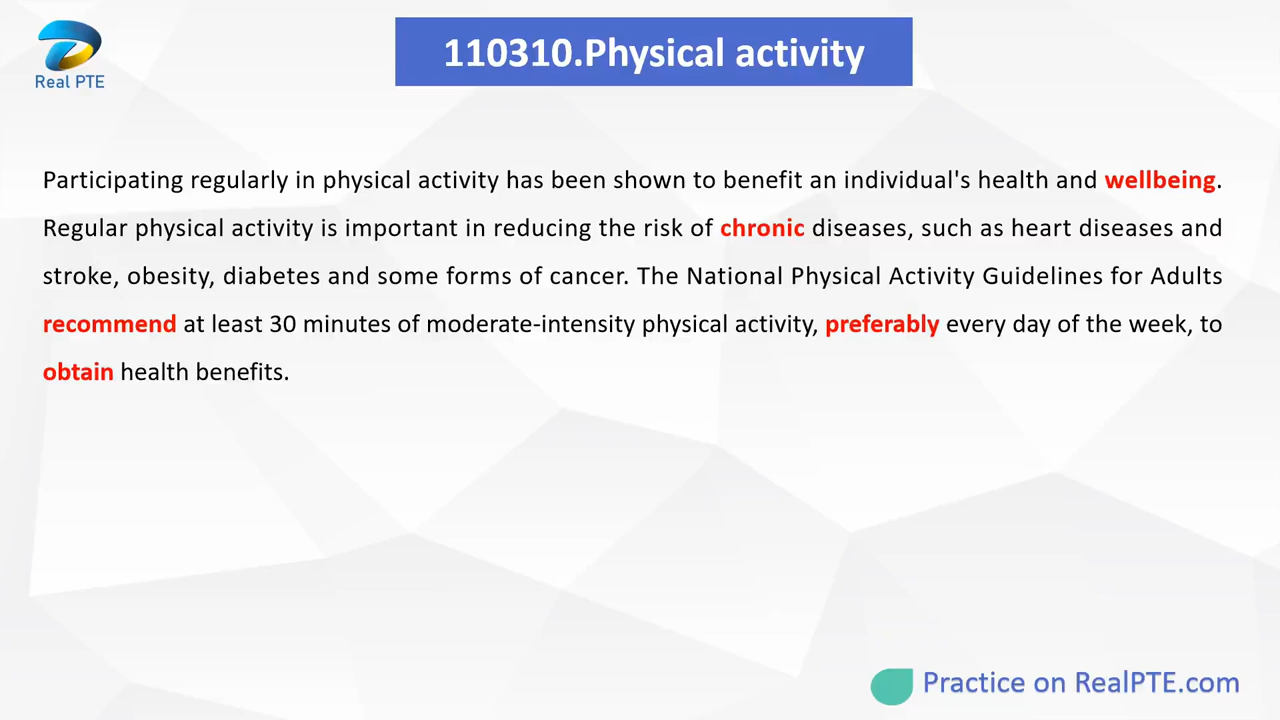 Real PTE
110310.Physical activity
Participating regularly in physical activity has been shown to benefit an individual's health and wellbeing.
Regular physical activity is important in reducing the risk of chronic diseases, such as heart diseases and
stroke, obesity, diabetes and some forms of cancer. The National Physical Activity Guidelines for Adults
recommend at least 30 minutes of moderate-intensity physical activity, preferably every day of the week, to
obtain health benefits.
Practice on RealPTE.com